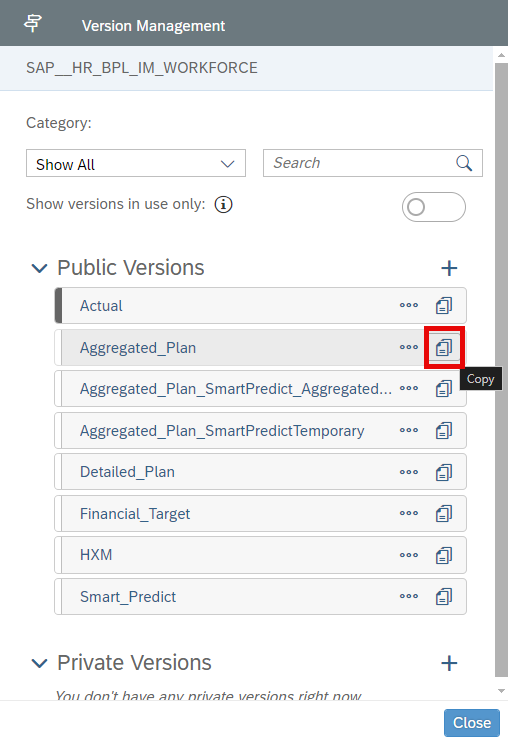 Version Management
SAP__HR_BPL_IM_WORKFORCE
Category:
Show All
Search
Show versions in use only:
Public Versions
Actual
Aggregated_Plan
Copy
Aggregated_Plan_SmartPredict_Aggregated...
Aggregated_Plan_SmartPredictTemporary
Detailed_Plan
Financial_Target
HXM
Smart_Predict
Private Versions
You don't have any private versions right now.
Close